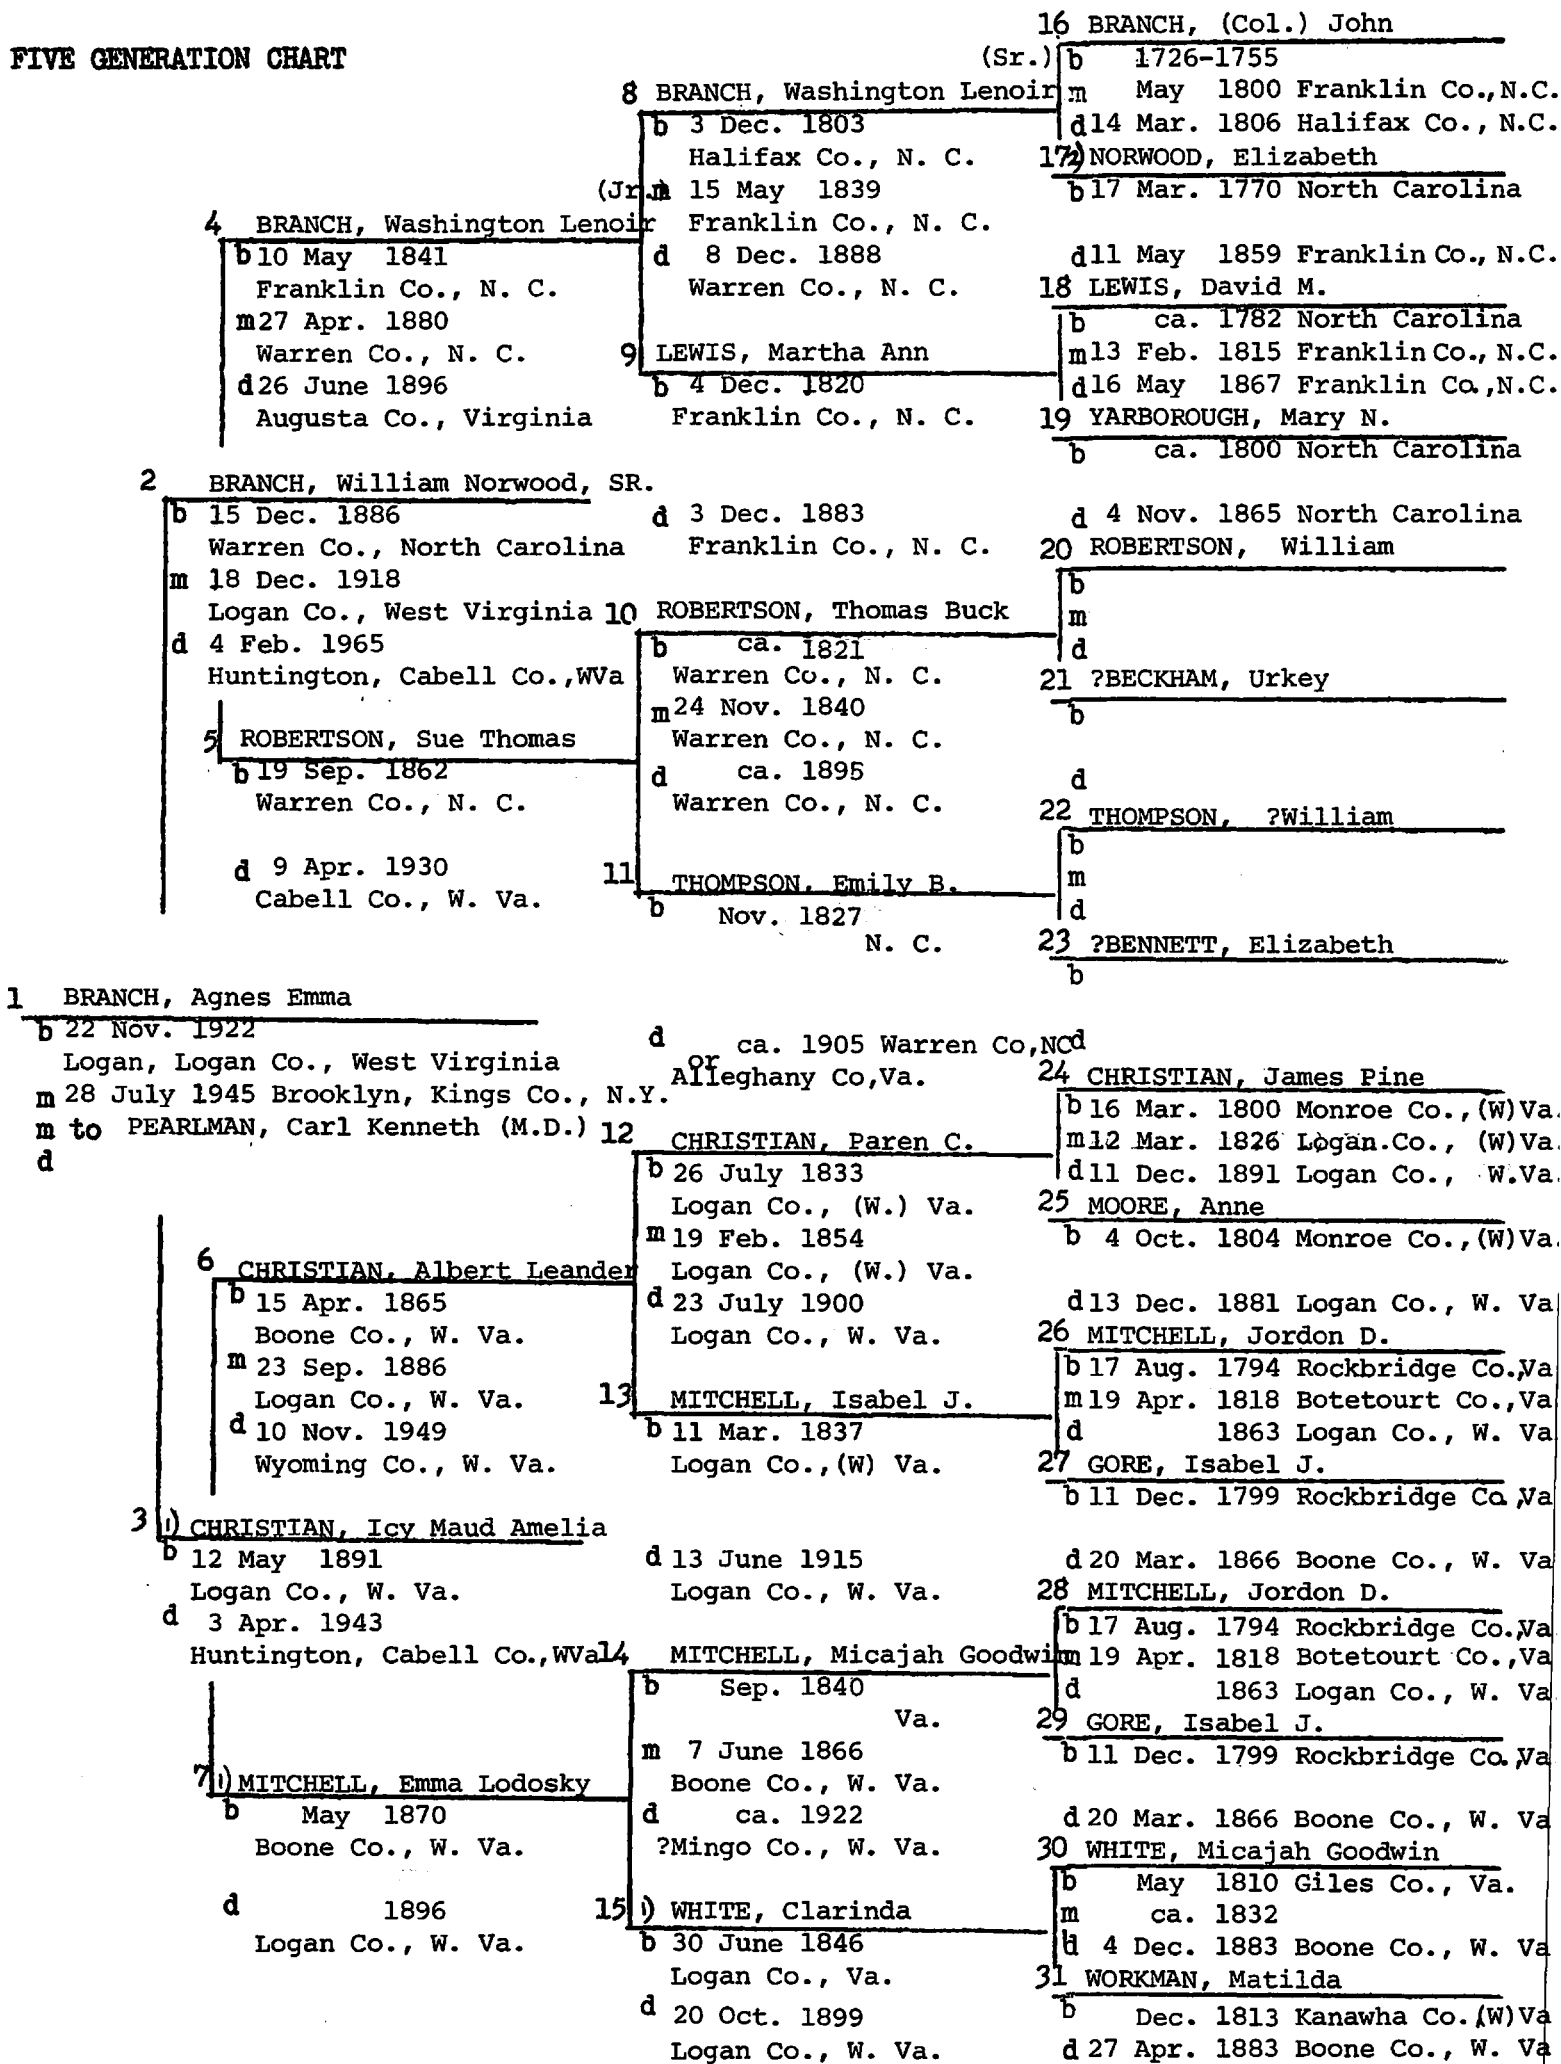 FIVE GENERATION CHART
1 BRANCH, Agnes Emma
b 22 Nov. 1922
Logan, Logan Co., West Virginia
m 28 July 1945 Brooklyn, Kings Co., N.Y.
m to PEARLMAN, Carl Kenneth (M.D.)
d
2 BRANCH, William Norwood, SR.
b 15 Dec. 1886
Warren Co., North Carolina
m 18 Dec. 1918
Logan Co., West Virginia
d 4 Feb. 1965
Huntington, Cabell Co.,WVa
3 1) CHRISTIAN, Icy Maud Amelia
b 12 May 1891
Logan Co., W. Va.
d 3 Apr. 1943
Huntington, Cabell Co.,WVa
(Jr.)
4 BRANCH, Washington Lenoir
b 10 May 1841
Franklin Co., N. C.
m 27 Apr. 1880
Warren Co., N. C.
d 26 June 1896
Augusta Co., Virginia
5 ROBERTSON, Sue Thomas
b 19 Sep. 1862
Warren Co., N. C.
d 9 Apr. 1930
Cabell Co., W. Va.
6 CHRISTIAN, Albert Leander
b 15 Apr. 1865
Boone Co., W. Va.
m 23 Sep. 1886
Logan Co., W. Va.
d 10 Nov. 1949
Wyoming Co., W. Va.
7 1) MITCHELL, Emma Lodosky
b May 1870
Boone Co., W. Va.
d 1896
Logan Co., W. Va.
(Sr.)
8 BRANCH, Washington Lenoir
b 3 Dec. 1803
Halifax Co., N. C.
m 15 May 1839
Franklin Co., N. C.
d 8 Dec. 1888
Warren Co., N. C.
9 LEWIS, Martha Ann
b 4 Dec. 1820
Franklin Co., N. C.
d 3 Dec. 1883
Franklin Co., N. C.
10 ROBERTSON, Thomas Buck
b ca. 1821
Warren Co., N. C.
m 24 Nov. 1840
Warren Co., N. C.
d ca. 1895
Warren Co., N. C.
11 THOMPSON, Emily B.
b Nov. 1827
N. C.
d ca. 1905 Warren Co,NC
or
Alleghany Co,Va.
12 CHRISTIAN, Paren C.
b 26 July 1833
Logan Co., (W.) Va.
m 19 Feb. 1854
Logan Co., (W.) Va.
d 23 July 1900
Logan Co., W. Va.
13 MITCHELL, Isabel J.
b 11 Mar. 1837
Logan Co.,(W) Va.
d 13 June 1915
Logan Co., W. Va.
14 MITCHELL, Micajah Goodwin
b Sep. 1840
Va.
m 7 June 1866
Boone Co., W. Va.
d ca. 1922
?Mingo Co., W. Va.
15 1) WHITE, Clarinda
b 30 June 1846
Logan Co., Va.
d 20 Oct. 1899
Logan Co., W. Va.
16 BRANCH, (Col.) John
b 1726-1755
m May 1800 Franklin Co.,N.C.
d 14 Mar. 1806 Halifax Co., N.C.
17 2) NORWOOD, Elizabeth
b 17 Mar. 1770 North Carolina
d 11 May 1859 Franklin Co., N.C.
18 LEWIS, David M.
b ca. 1782 North Carolina
m 13 Feb. 1815 Franklin Co., N.C.
d 16 May 1867 Franklin Co.,N.C.
19 YARBOROUGH, Mary N.
b ca. 1800 North Carolina
d 4 Nov. 1865 North Carolina
20 ROBERTSON, William
b
m
d
21 ?BECKHAM, Urkey
b
d
22 THOMPSON, ?William
b
m
d
23 ?BENNETT, Elizabeth
b
d
24 CHRISTIAN, James Pine
b 16 Mar. 1800 Monroe Co.,(W)Va.
m 12 Mar. 1826 Logan.Co., (W)Va.
d 11 Dec. 1891 Logan Co., W.Va.
25 MOORE, Anne
b 4 Oct. 1804 Monroe Co.,(W)Va.
d 13 Dec. 1881 Logan Co., W. Va
26 MITCHELL, Jordon D.
b 17 Aug. 1794 Rockbridge Co.,Va
m 19 Apr. 1818 Botetourt Co.,Va
d 1863 Logan Co., W. Va
27 GORE, Isabel J.
b 11 Dec. 1799 Rockbridge Co.,Va
d 20 Mar. 1866 Boone Co., W. Va
28 MITCHELL, Jordon D.
b 17 Aug. 1794 Rockbridge Co.,Va
m 19 Apr. 1818 Botetourt Co.,Va
d 1863 Logan Co., W. Va
29 GORE, Isabel J.
b 11 Dec. 1799 Rockbridge Co.,Va
d 20 Mar. 1866 Boone Co., W. Va
30 WHITE, Micajah Goodwin
b May 1810 Giles Co., Va.
m ca. 1832
d 4 Dec. 1883 Boone Co., W. Va
31 WORKMAN, Matilda
b Dec. 1813 Kanawha Co.,(W)Va
d 27 Apr. 1883 Boone Co., W. Va